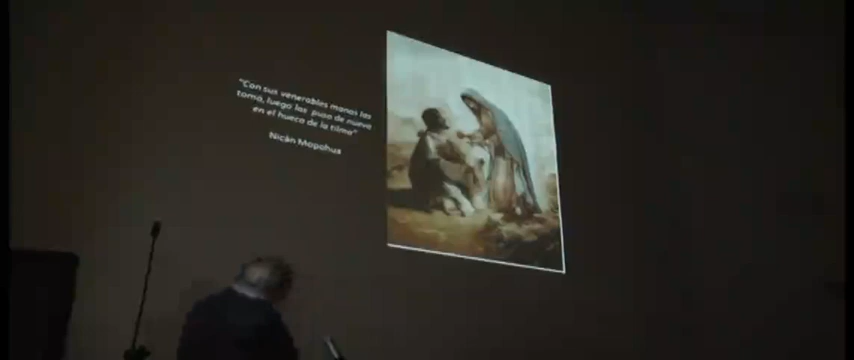 "Con sus venerables manos las
tomó, luego las puso de nuevo
en el hueco de la tilma"
Nicán Mopohua